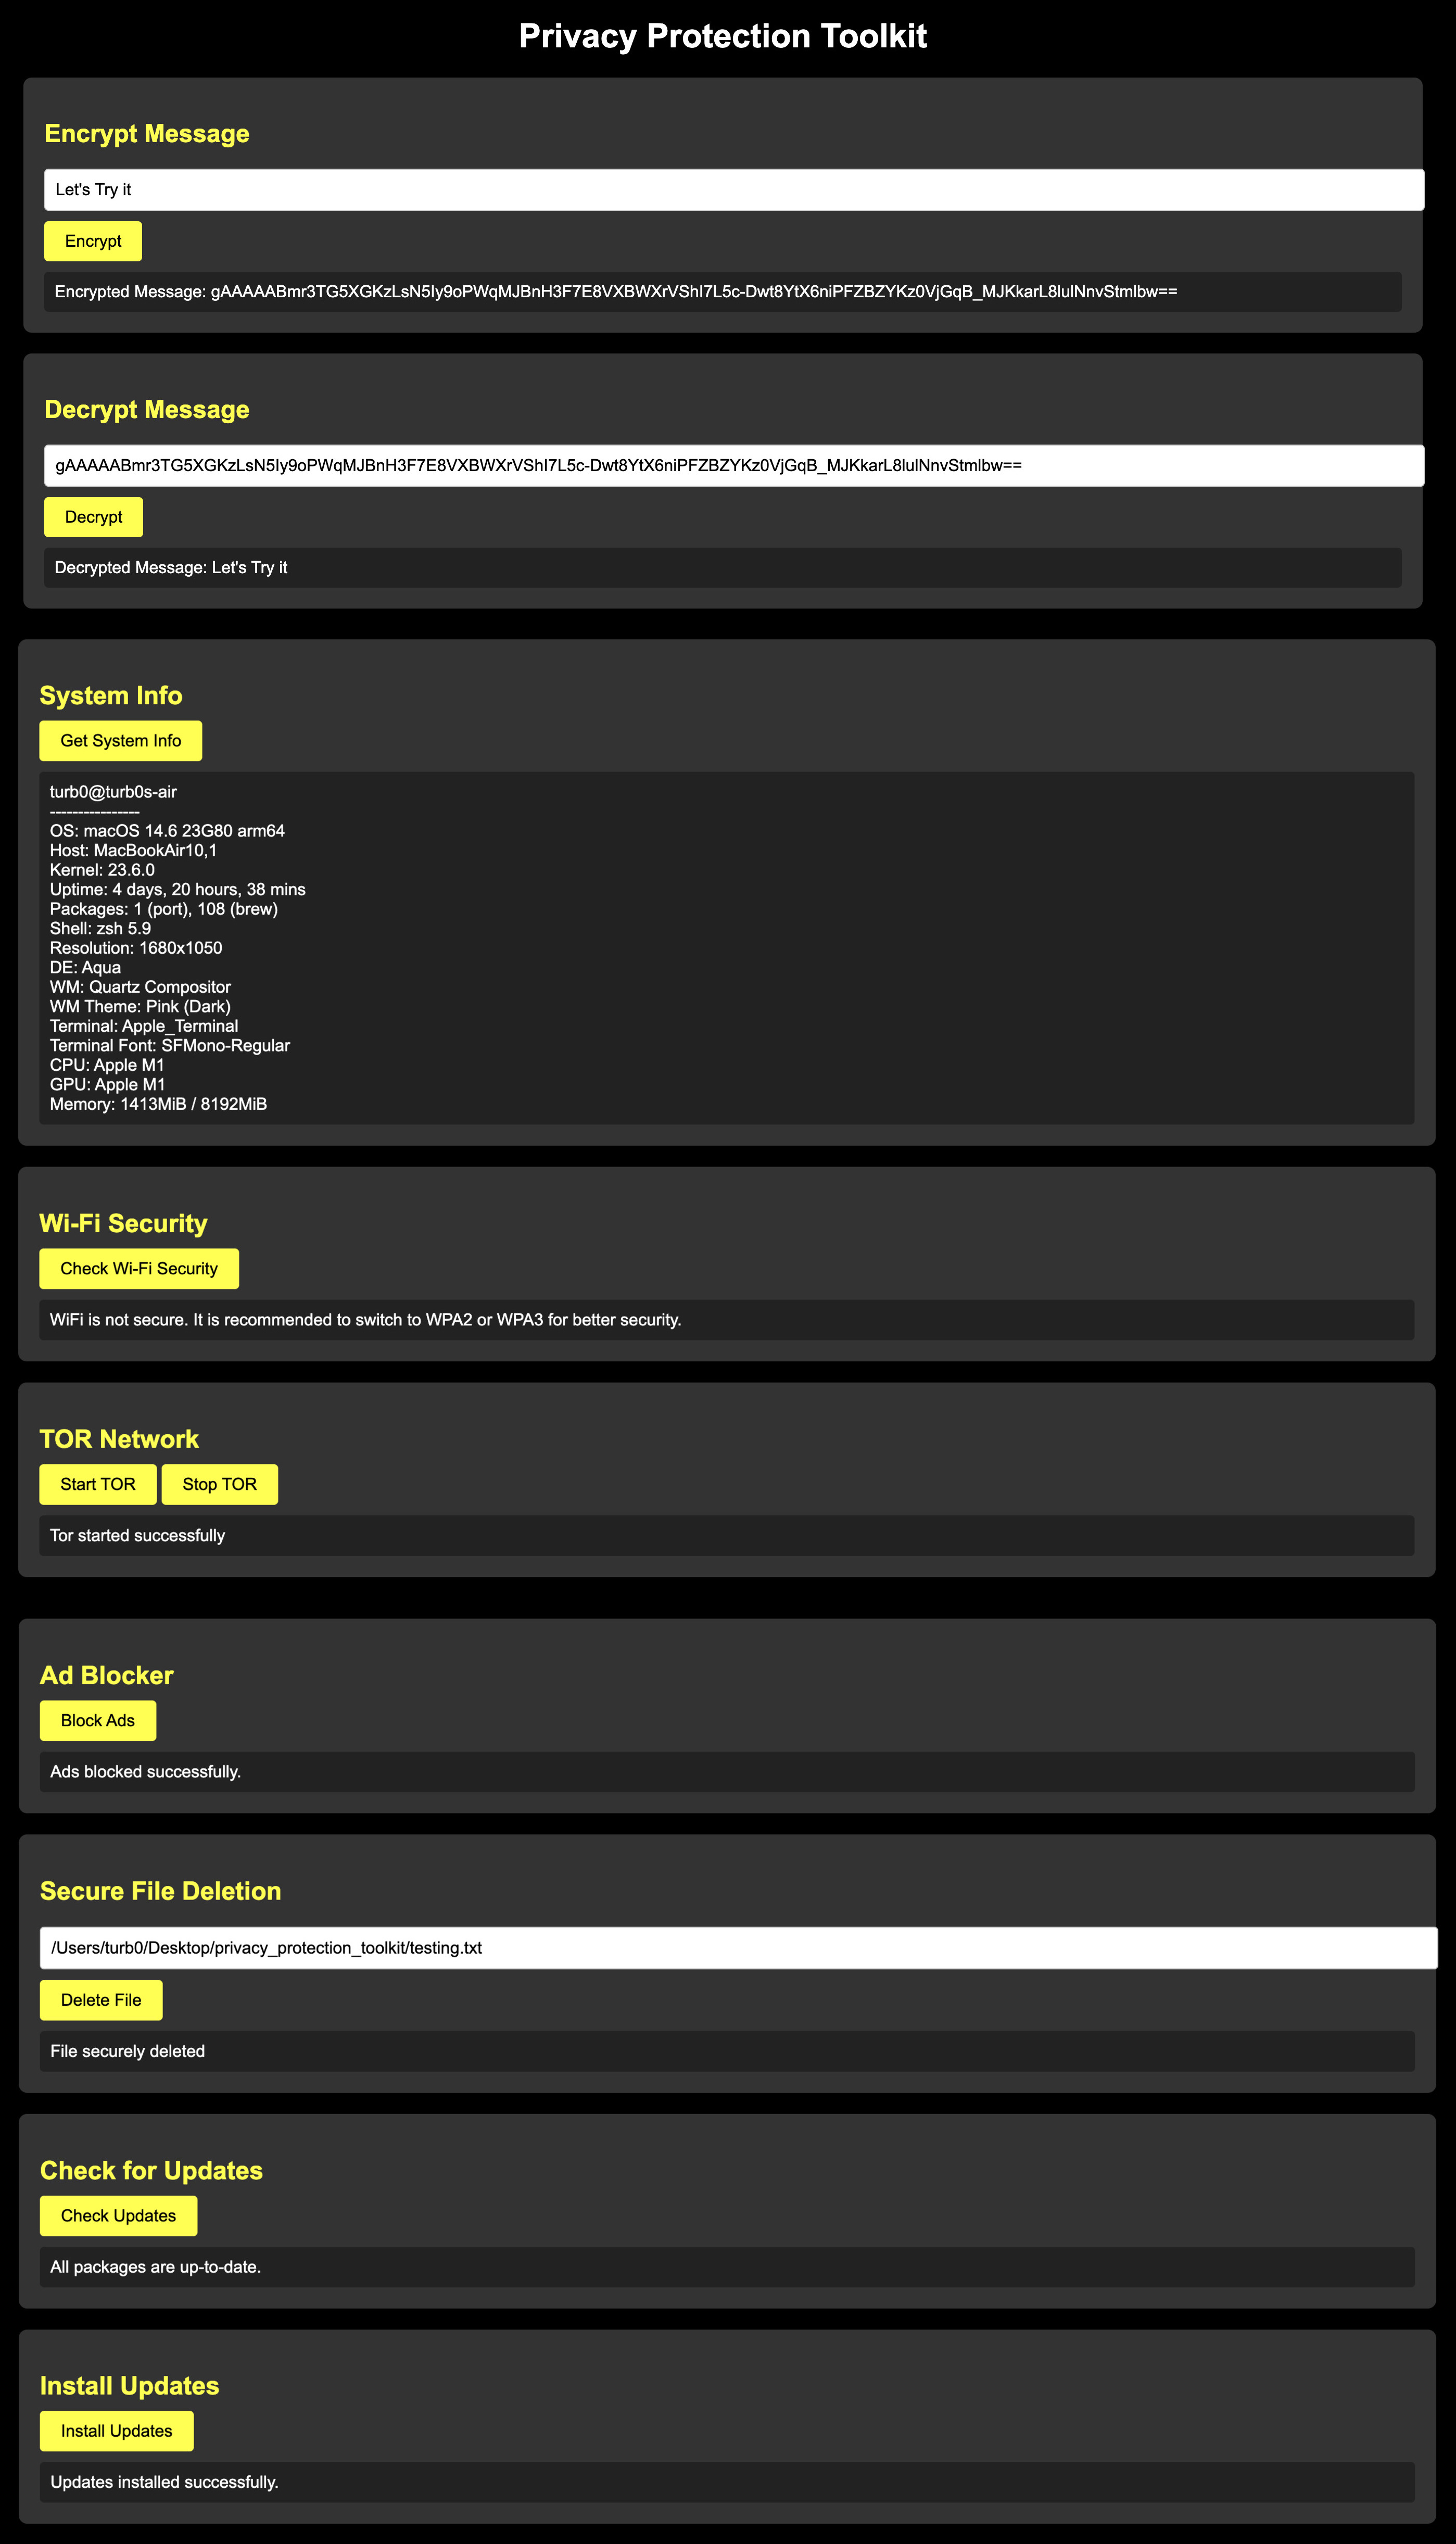 Privacy Protection Toolkit
Encrypt Message
Let's Try it
Encrypt
Encrypted Message: gAAAAABmr3TG5XGKzLsN5Iy9oPWqMJBnH3F7E8VXBWXrVShI7L5c-Dwt8YtX6niPFZBZYKz0VjGqB_MJKkarL8lulNnvStmlbw==
Decrypt Message
gAAAAABmr3TG5XGKzLsN5Iy9oPWqMJBnH3F7E8VXBWXrVShI7L5c-Dwt8YtX6niPFZBZYKz0VjGqB_MJKkarL8lulNnvStmlbw==
Decrypt
Decrypted Message: Let's Try it
System Info
Get System Info
turb0@turb0s-air
----------------
OS: macOS 14.6 23G80 arm64
Host: MacBookAir10,1
Kernel: 23.6.0
Uptime: 4 days, 20 hours, 38 mins
Packages: 1 (port), 108 (brew)
Shell: zsh 5.9
Resolution: 1680x1050
DE: Aqua
WM: Quartz Compositor
WM Theme: Pink (Dark)
Terminal: Apple_Terminal
Terminal Font: SFMono-Regular
CPU: Apple M1
GPU: Apple M1
Memory: 1413MiB / 8192MiB
Wi-Fi Security
Check Wi-Fi Security
WiFi is not secure. It is recommended to switch to WPA2 or WPA3 for better security.
TOR Network
Start TOR Stop TOR
Tor started successfully
Ad Blocker
Block Ads
Ads blocked successfully.
Secure File Deletion
/Users/turb0/Desktop/privacy_protection_toolkit/testing.txt
Delete File
File securely deleted
Check for Updates
Check Updates
All packages are up-to-date.
Install Updates
Install Updates
Updates installed successfully.